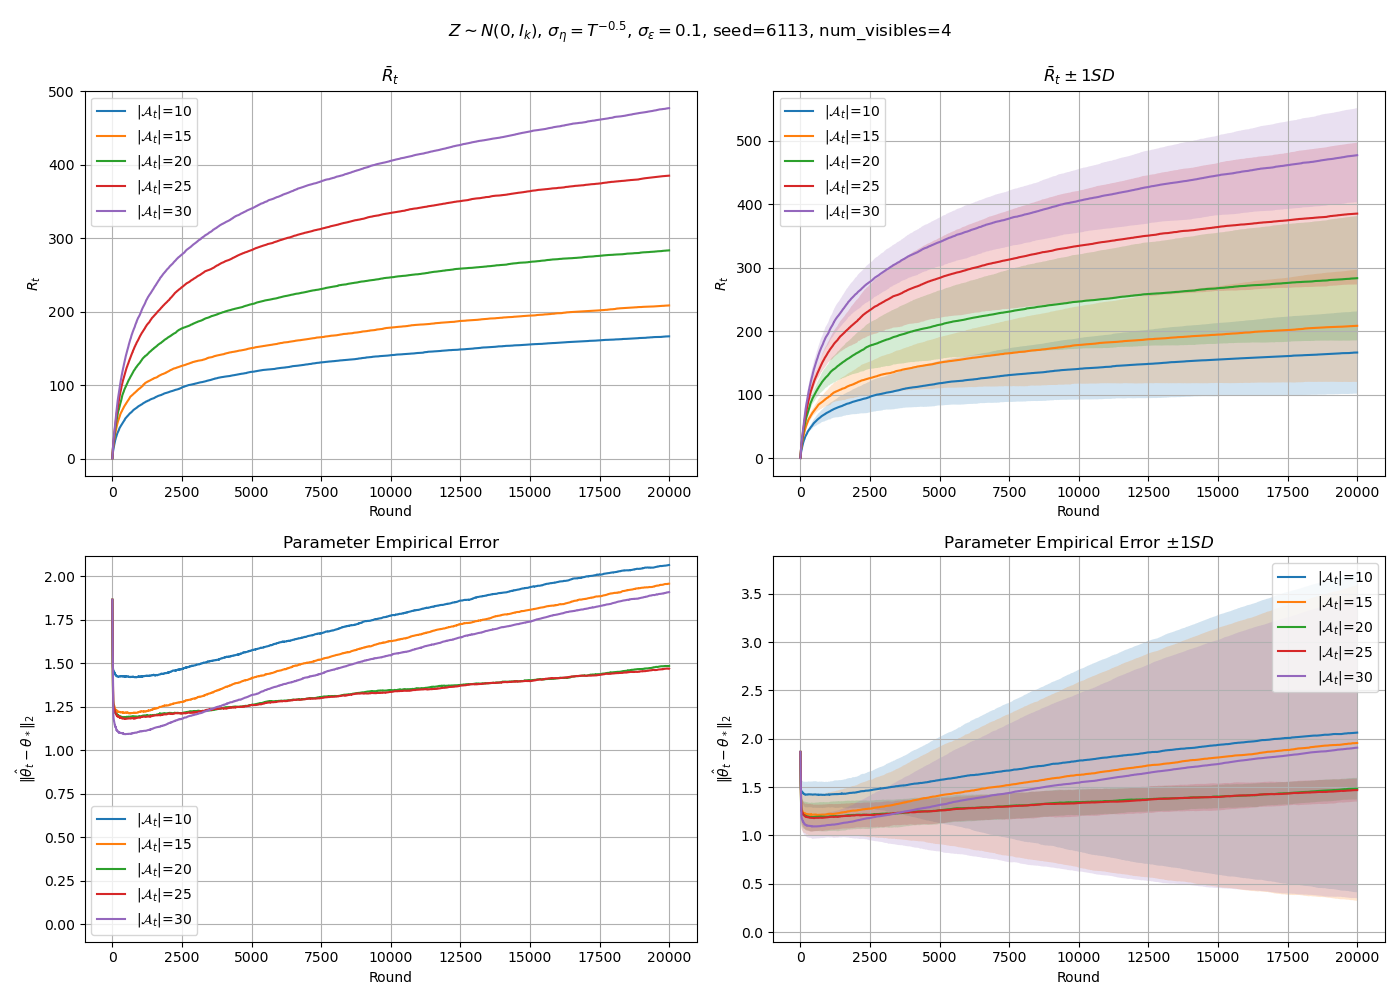 Z ∼ N(0, I_k), σ_η = T^{−0.5}, σ_ε = 0.1, seed=6113, num_visibles=4
R̄_t
R_t
500
400
300
200
100
0
|𝒜_t|=10
|𝒜_t|=15
|𝒜_t|=20
|𝒜_t|=25
|𝒜_t|=30
0 2500 5000 7500 10000 12500 15000 17500 20000
Round
R̄_t ± 1SD
R_t
500
400
300
200
100
0
|𝒜_t|=10
|𝒜_t|=15
|𝒜_t|=20
|𝒜_t|=25
|𝒜_t|=30
0 2500 5000 7500 10000 12500 15000 17500 20000
Round
Parameter Empirical Error
‖θ̂_t − θ_*‖_2
2.00
1.75
1.50
1.25
1.00
0.75
0.50
0.25
0.00
|𝒜_t|=10
|𝒜_t|=15
|𝒜_t|=20
|𝒜_t|=25
|𝒜_t|=30
0 2500 5000 7500 10000 12500 15000 17500 20000
Round
Parameter Empirical Error ±1SD
‖θ̂_t − θ_*‖_2
3.5
3.0
2.5
2.0
1.5
1.0
0.5
0.0
|𝒜_t|=10
|𝒜_t|=15
|𝒜_t|=20
|𝒜_t|=25
|𝒜_t|=30
0 2500 5000 7500 10000 12500 15000 17500 20000
Round